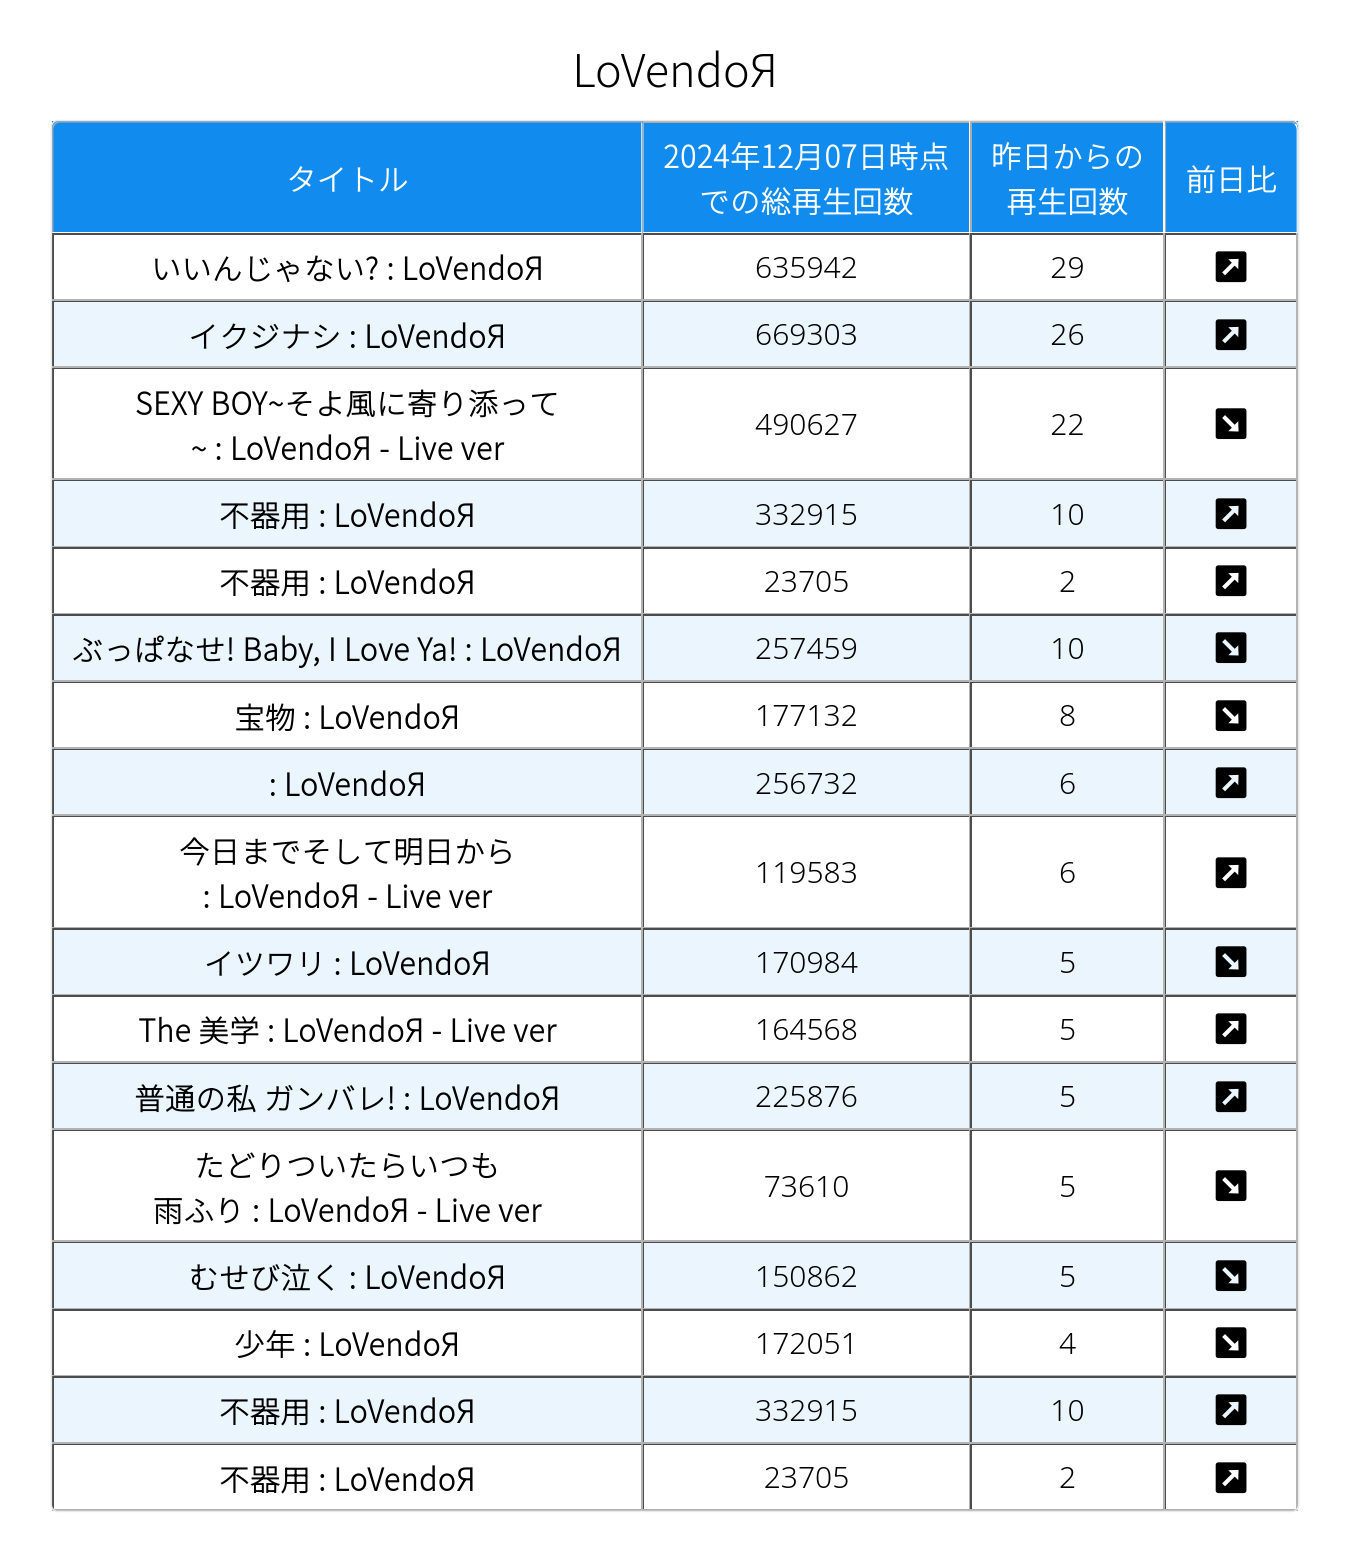 LoVendoЯ
タイトル
2024年12月07日時点
での総再生回数
昨日からの
再生回数
前日比
いいんじゃない? : LoVendoЯ 635942 29
イクジナシ : LoVendoЯ 669303 26
SEXY BOY~そよ風に寄り添って
~ : LoVendoЯ - Live ver 490627 22
不器用 : LoVendoЯ 332915 10
不器用 : LoVendoЯ 23705 2
ぶっぱなせ! Baby, I Love Ya! : LoVendoЯ 257459 10
宝物 : LoVendoЯ 177132 8
: LoVendoЯ 256732 6
今日までそして明日から
: LoVendoЯ - Live ver 119583 6
イツワリ : LoVendoЯ 170984 5
The 美学 : LoVendoЯ - Live ver 164568 5
普通の私 ガンバレ! : LoVendoЯ 225876 5
たどりついたらいつも
雨ふり : LoVendoЯ - Live ver 73610 5
むせび泣く : LoVendoЯ 150862 5
少年 : LoVendoЯ 172051 4
不器用 : LoVendoЯ 332915 10
不器用 : LoVendoЯ 23705 2